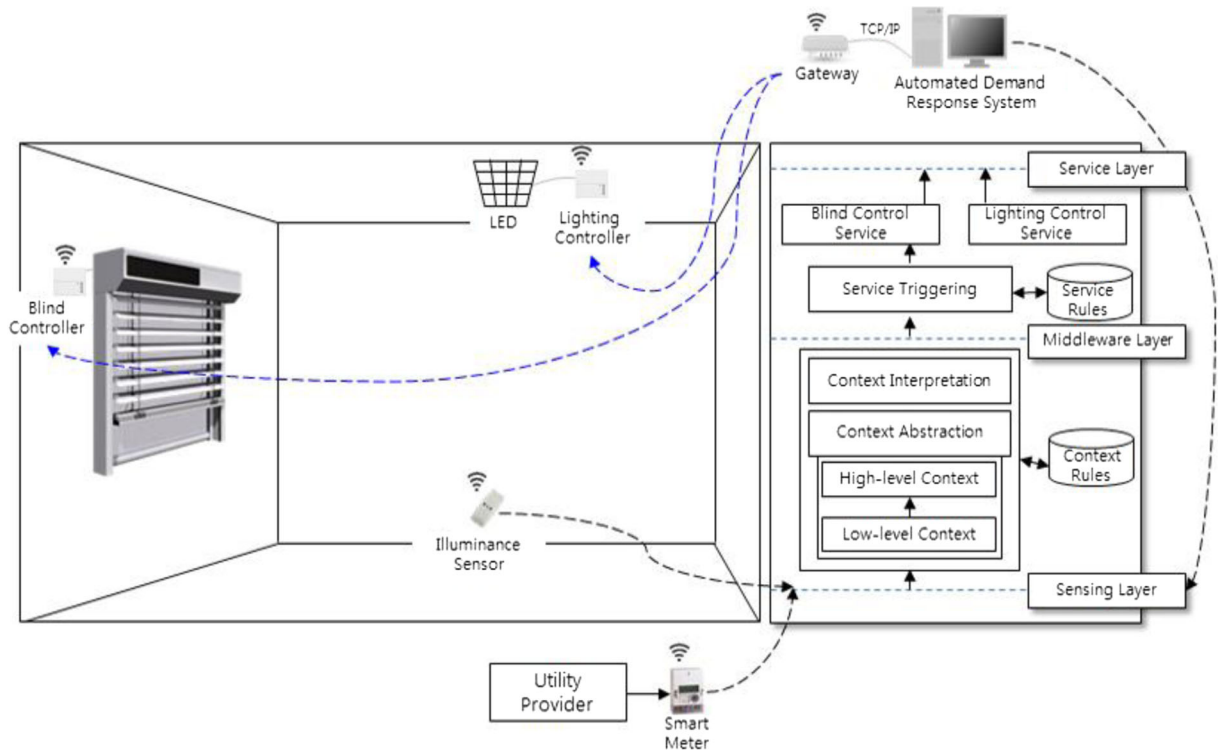 TCP/IP
Gateway
Automated Demand
Response System
Service Layer
LED
Lighting
Controller
Blind Control
Service
Lighting Control
Service
Blind
Controller
Service Triggering
Service
Rules
Middleware Layer
Context Interpretation
Context Abstraction
High-level Context
Low-level Context
Context
Rules
Illuminance
Sensor
Sensing Layer
Utility
Provider
Smart
Meter